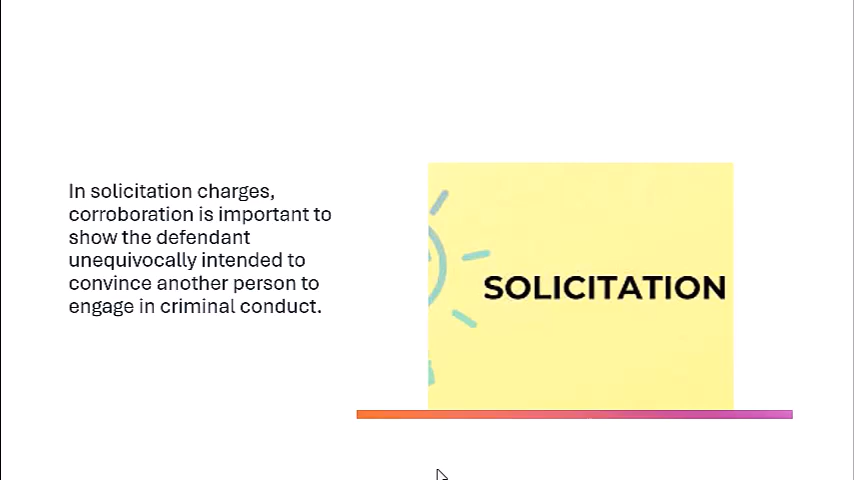 In solicitation charges,
corroboration is important to
show the defendant
unequivocally intended to
convince another person to
engage in criminal conduct.
SOLICITATION